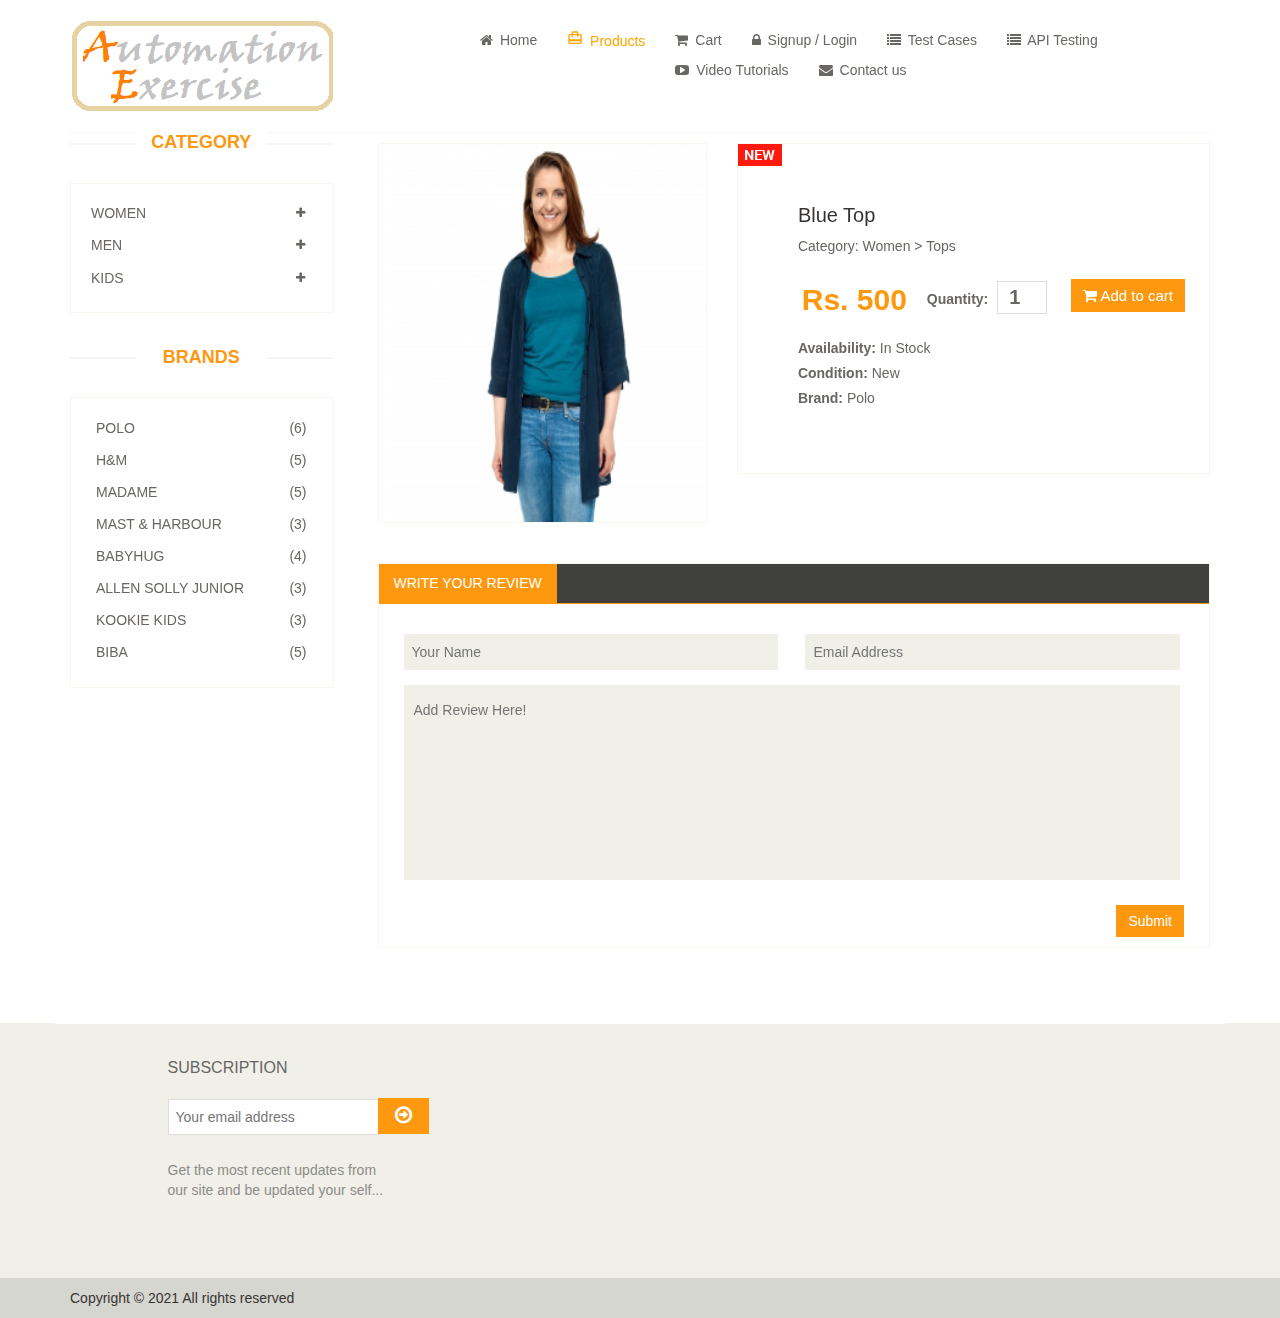 Automation
Exercise
Home
Products
Cart
Signup / Login
Test Cases
API Testing
Video Tutorials
Contact us
CATEGORY
WOMEN
MEN
KIDS
BRANDS
POLO (6)
H&M (5)
MADAME (5)
MAST & HARBOUR (3)
BABYHUG (4)
ALLEN SOLLY JUNIOR (3)
KOOKIE KIDS (3)
BIBA (5)
NEW
Blue Top
Category: Women > Tops
Rs. 500 Quantity: 1 Add to cart
Availability: In Stock
Condition: New
Brand: Polo
WRITE YOUR REVIEW
Your Name
Email Address
Add Review Here!
Submit
SUBSCRIPTION
Your email address
Get the most recent updates from
our site and be updated your self...
Copyright © 2021 All rights reserved